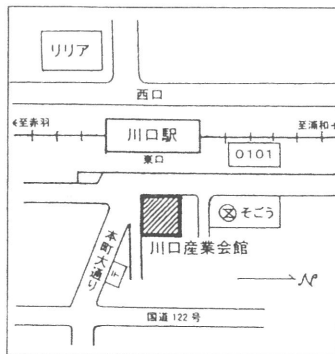 リリア
西口
←至赤羽
川口駅
至浦和→
東口
0101
そごう
川口産業会館
本町大通り
〒
N
国道122号